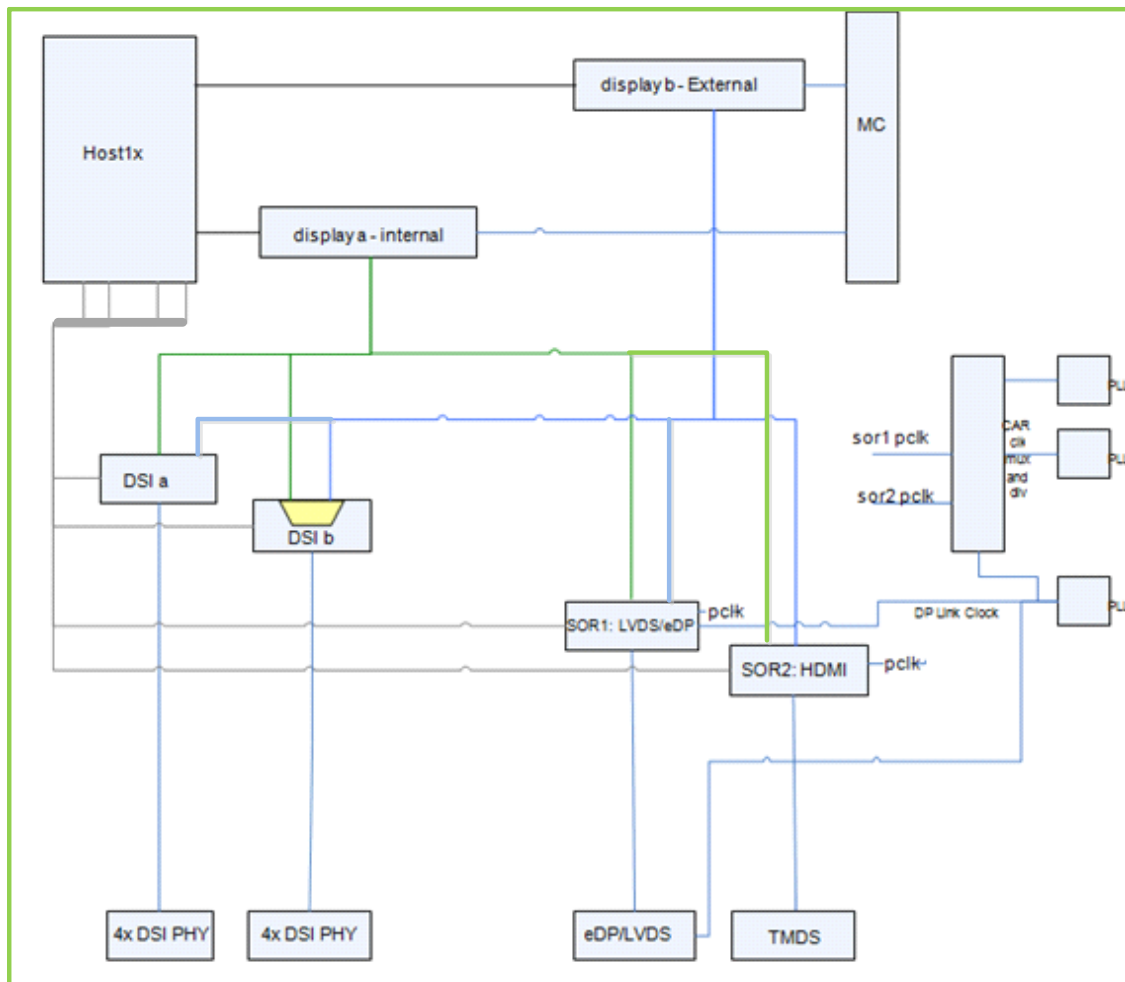 display b - External
MC
Host1x
display a - internal
CAR
clk
mux
and
div
sor1 pclk
sor2 pclk
DSI a
DSI b
pclk
SOR1: LVDS/eDP
DP Link Clock
SOR2: HDMI
pclk
4x DSI PHY
4x DSI PHY
eDP/LVDS
TMDS